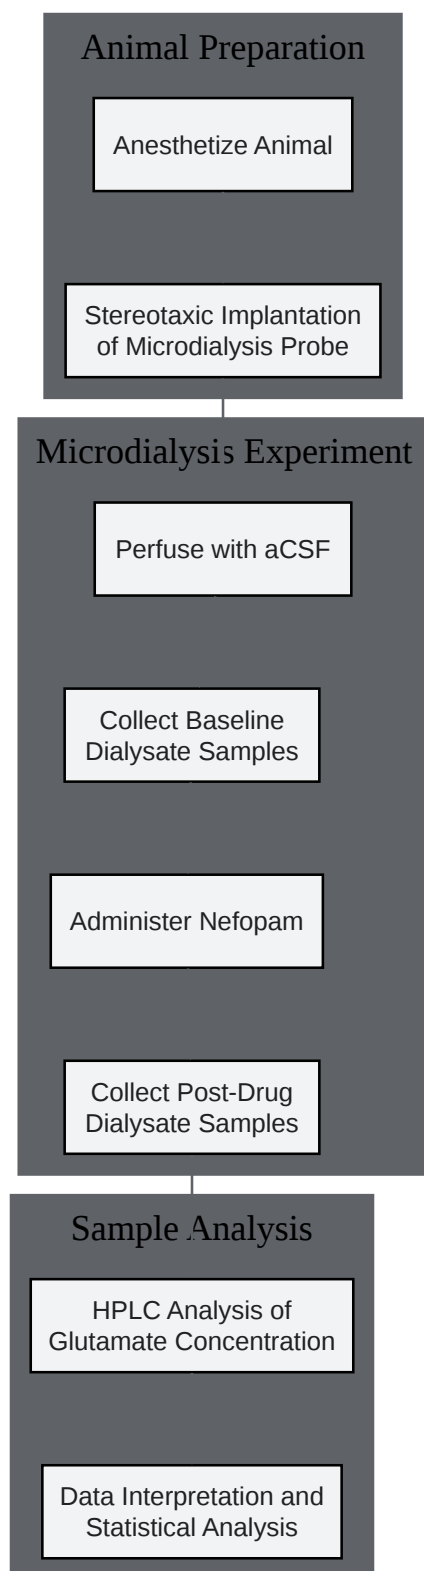 Animal Preparation
Anesthetize Animal
Stereotaxic Implantation
of Microdialysis Probe
Microdialysis Experiment
Perfuse with aCSF
Collect Baseline
Dialysate Samples
Administer Nefopam
Collect Post-Drug
Dialysate Samples
Sample Analysis
HPLC Analysis of
Glutamate Concentration
Data Interpretation and
Statistical Analysis